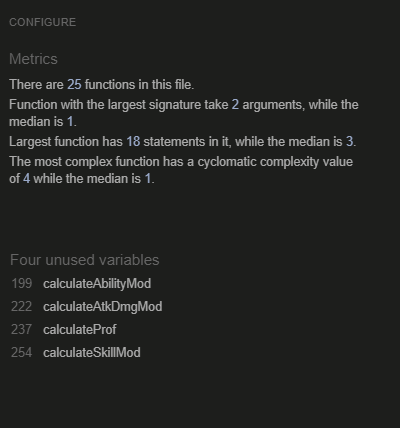 CONFIGURE
Metrics
There are 25 functions in this file.
Function with the largest signature take 2 arguments, while the
median is 1.
Largest function has 18 statements in it, while the median is 3.
The most complex function has a cyclomatic complexity value
of 4 while the median is 1.
Four unused variables
199 calculateAbilityMod
222 calculateAtkDmgMod
237 calculateProf
254 calculateSkillMod